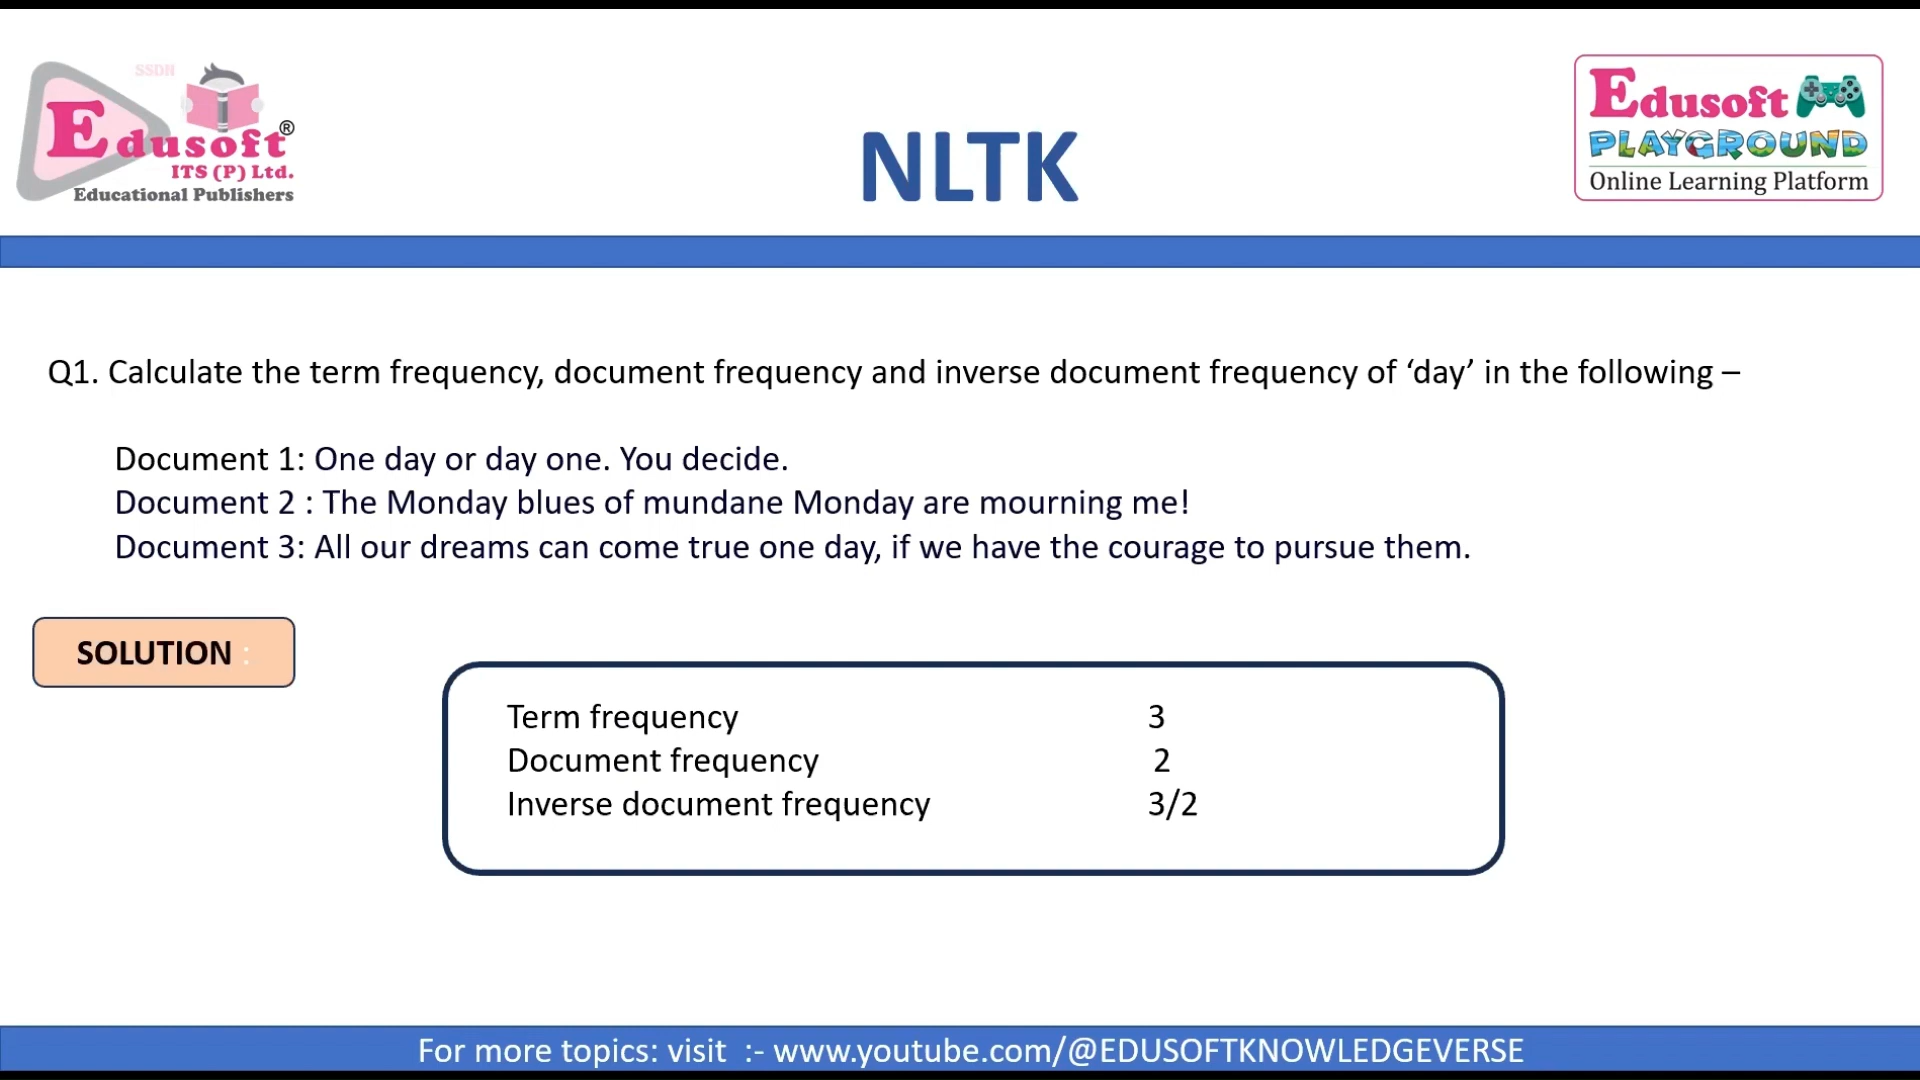 SSDN
Edusoft®
ITS (P) Ltd.
Educational Publishers
NLTK
Edusoft
PLAYGROUND
Online Learning Platform
Q1. Calculate the term frequency, document frequency and inverse document frequency of ‘day’ in the following –
Document 1: One day or day one. You decide.
Document 2 : The Monday blues of mundane Monday are mourning me!
Document 3: All our dreams can come true one day, if we have the courage to pursue them.
SOLUTION :
Term frequency 3
Document frequency 2
Inverse document frequency 3/2
For more topics: visit :- www.youtube.com/@EDUSOFTKNOWLEDGEVERSE